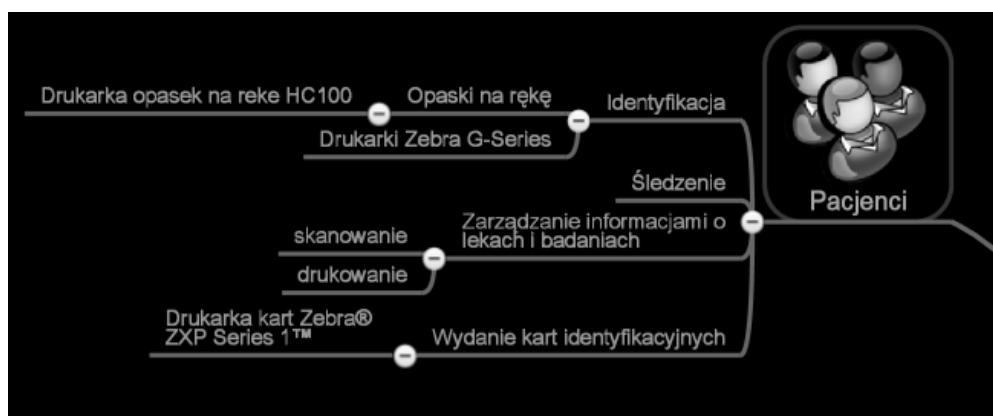 Pacjenci
Identyfikacja
Opaski na rękę
Drukarka opasek na reke HC100
Drukarki Zebra G-Series
Śledzenie
Zarządzanie informacjami o
lekach i badaniach
skanowanie
drukowanie
Wydanie kart identyfikacyjnych
Drukarka kart Zebra®
ZXP Series 1™